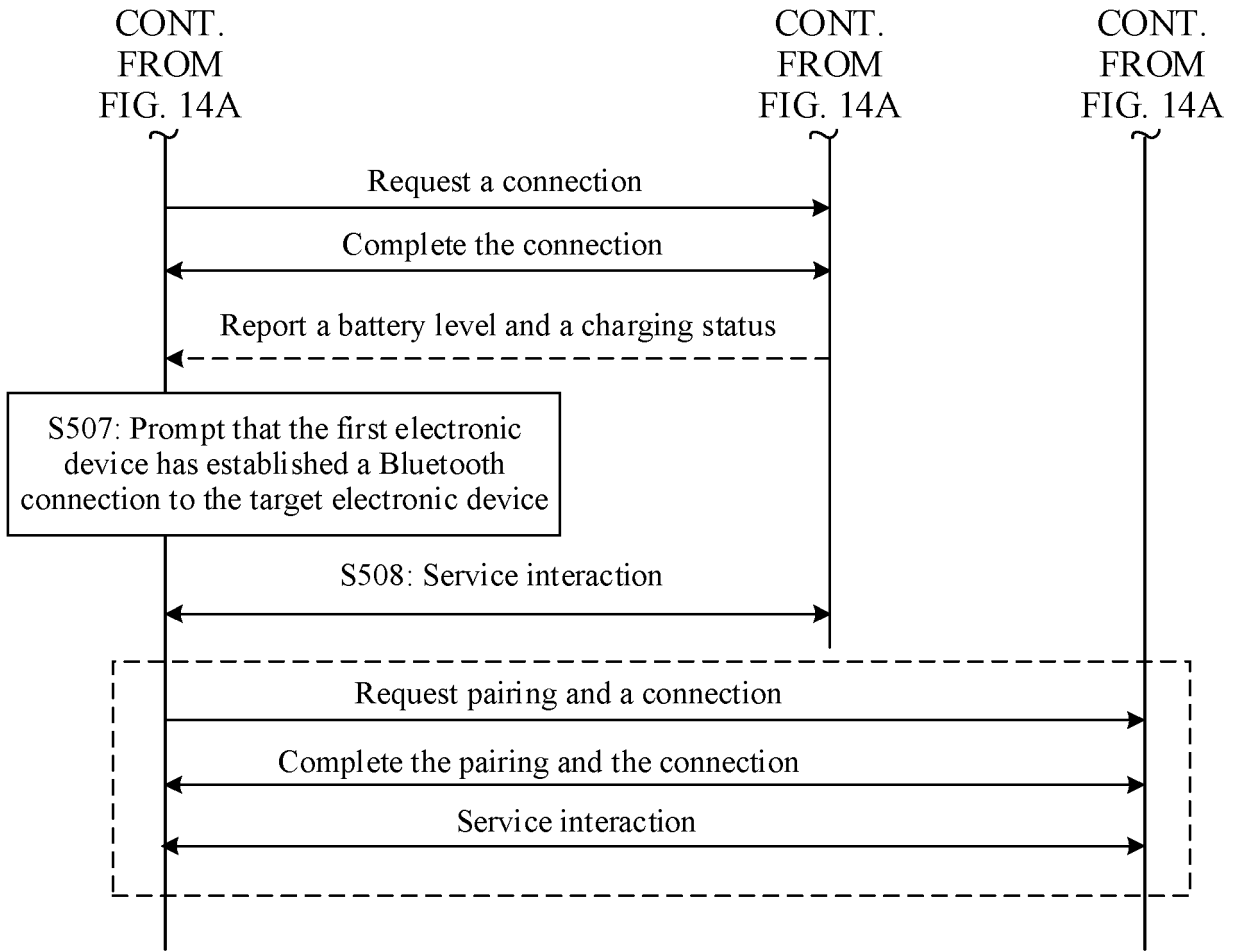 CONT.
FROM
FIG. 14A
CONT.
FROM
FIG. 14A
CONT.
FROM
FIG. 14A
Request a connection
Complete the connection
Report a battery level and a charging status
S507: Prompt that the first electronic
device has established a Bluetooth
connection to the target electronic device
S508: Service interaction
Request pairing and a connection
Complete the pairing and the connection
Service interaction